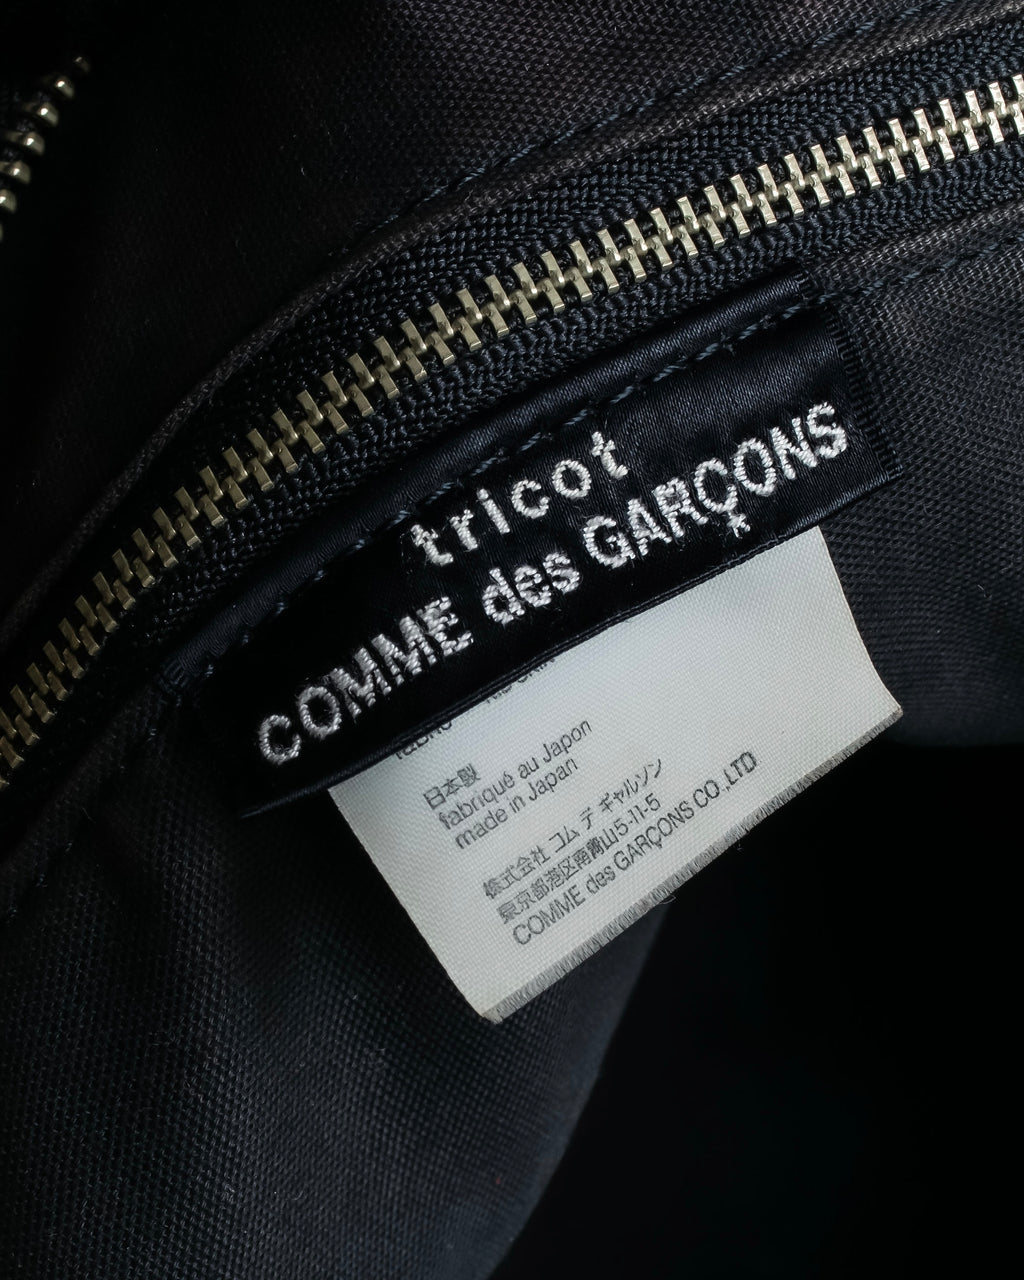 tricot
COMME des GARÇONS
日本製
fabriqué au Japon
made in Japan
株式会社 コム デ ギャルソン
東京都港区南青山5-11-5
COMME des GARÇONS CO.,LTD